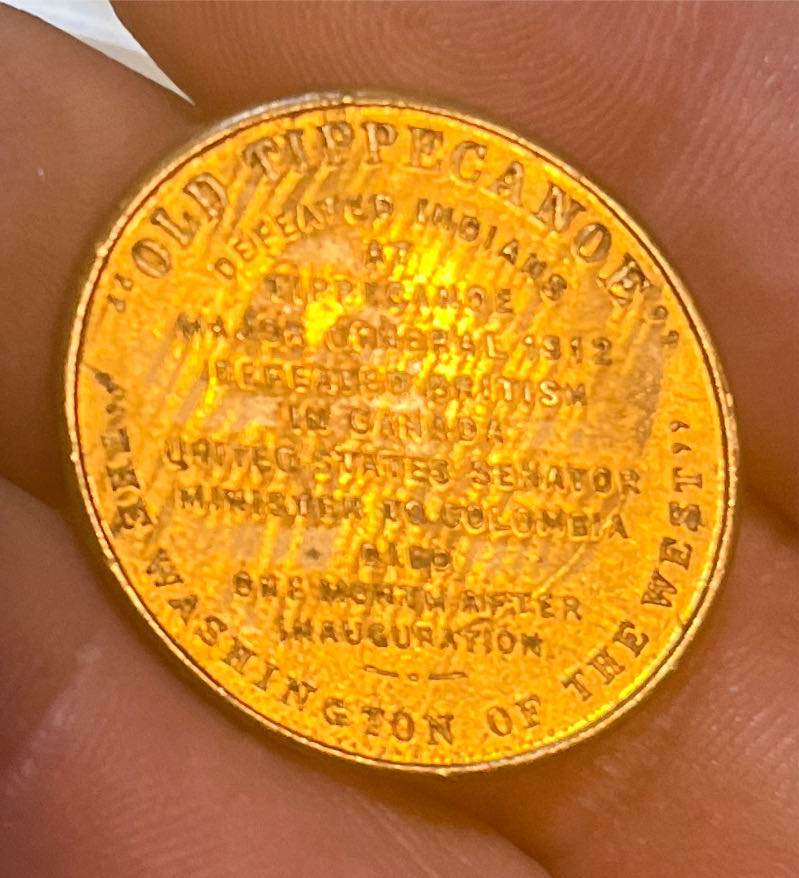 "OLD TIPPECANOE"
DEFEATED INDIANS
AT
TIPPECANOE
MAJOR GENERAL 1812
DEFEATED BRITISH
IN CANADA
UNITED STATES SENATOR
MINISTER TO COLOMBIA
DIED
ONE MONTH AFTER
INAUGURATION
"THE WASHINGTON OF THE WEST"